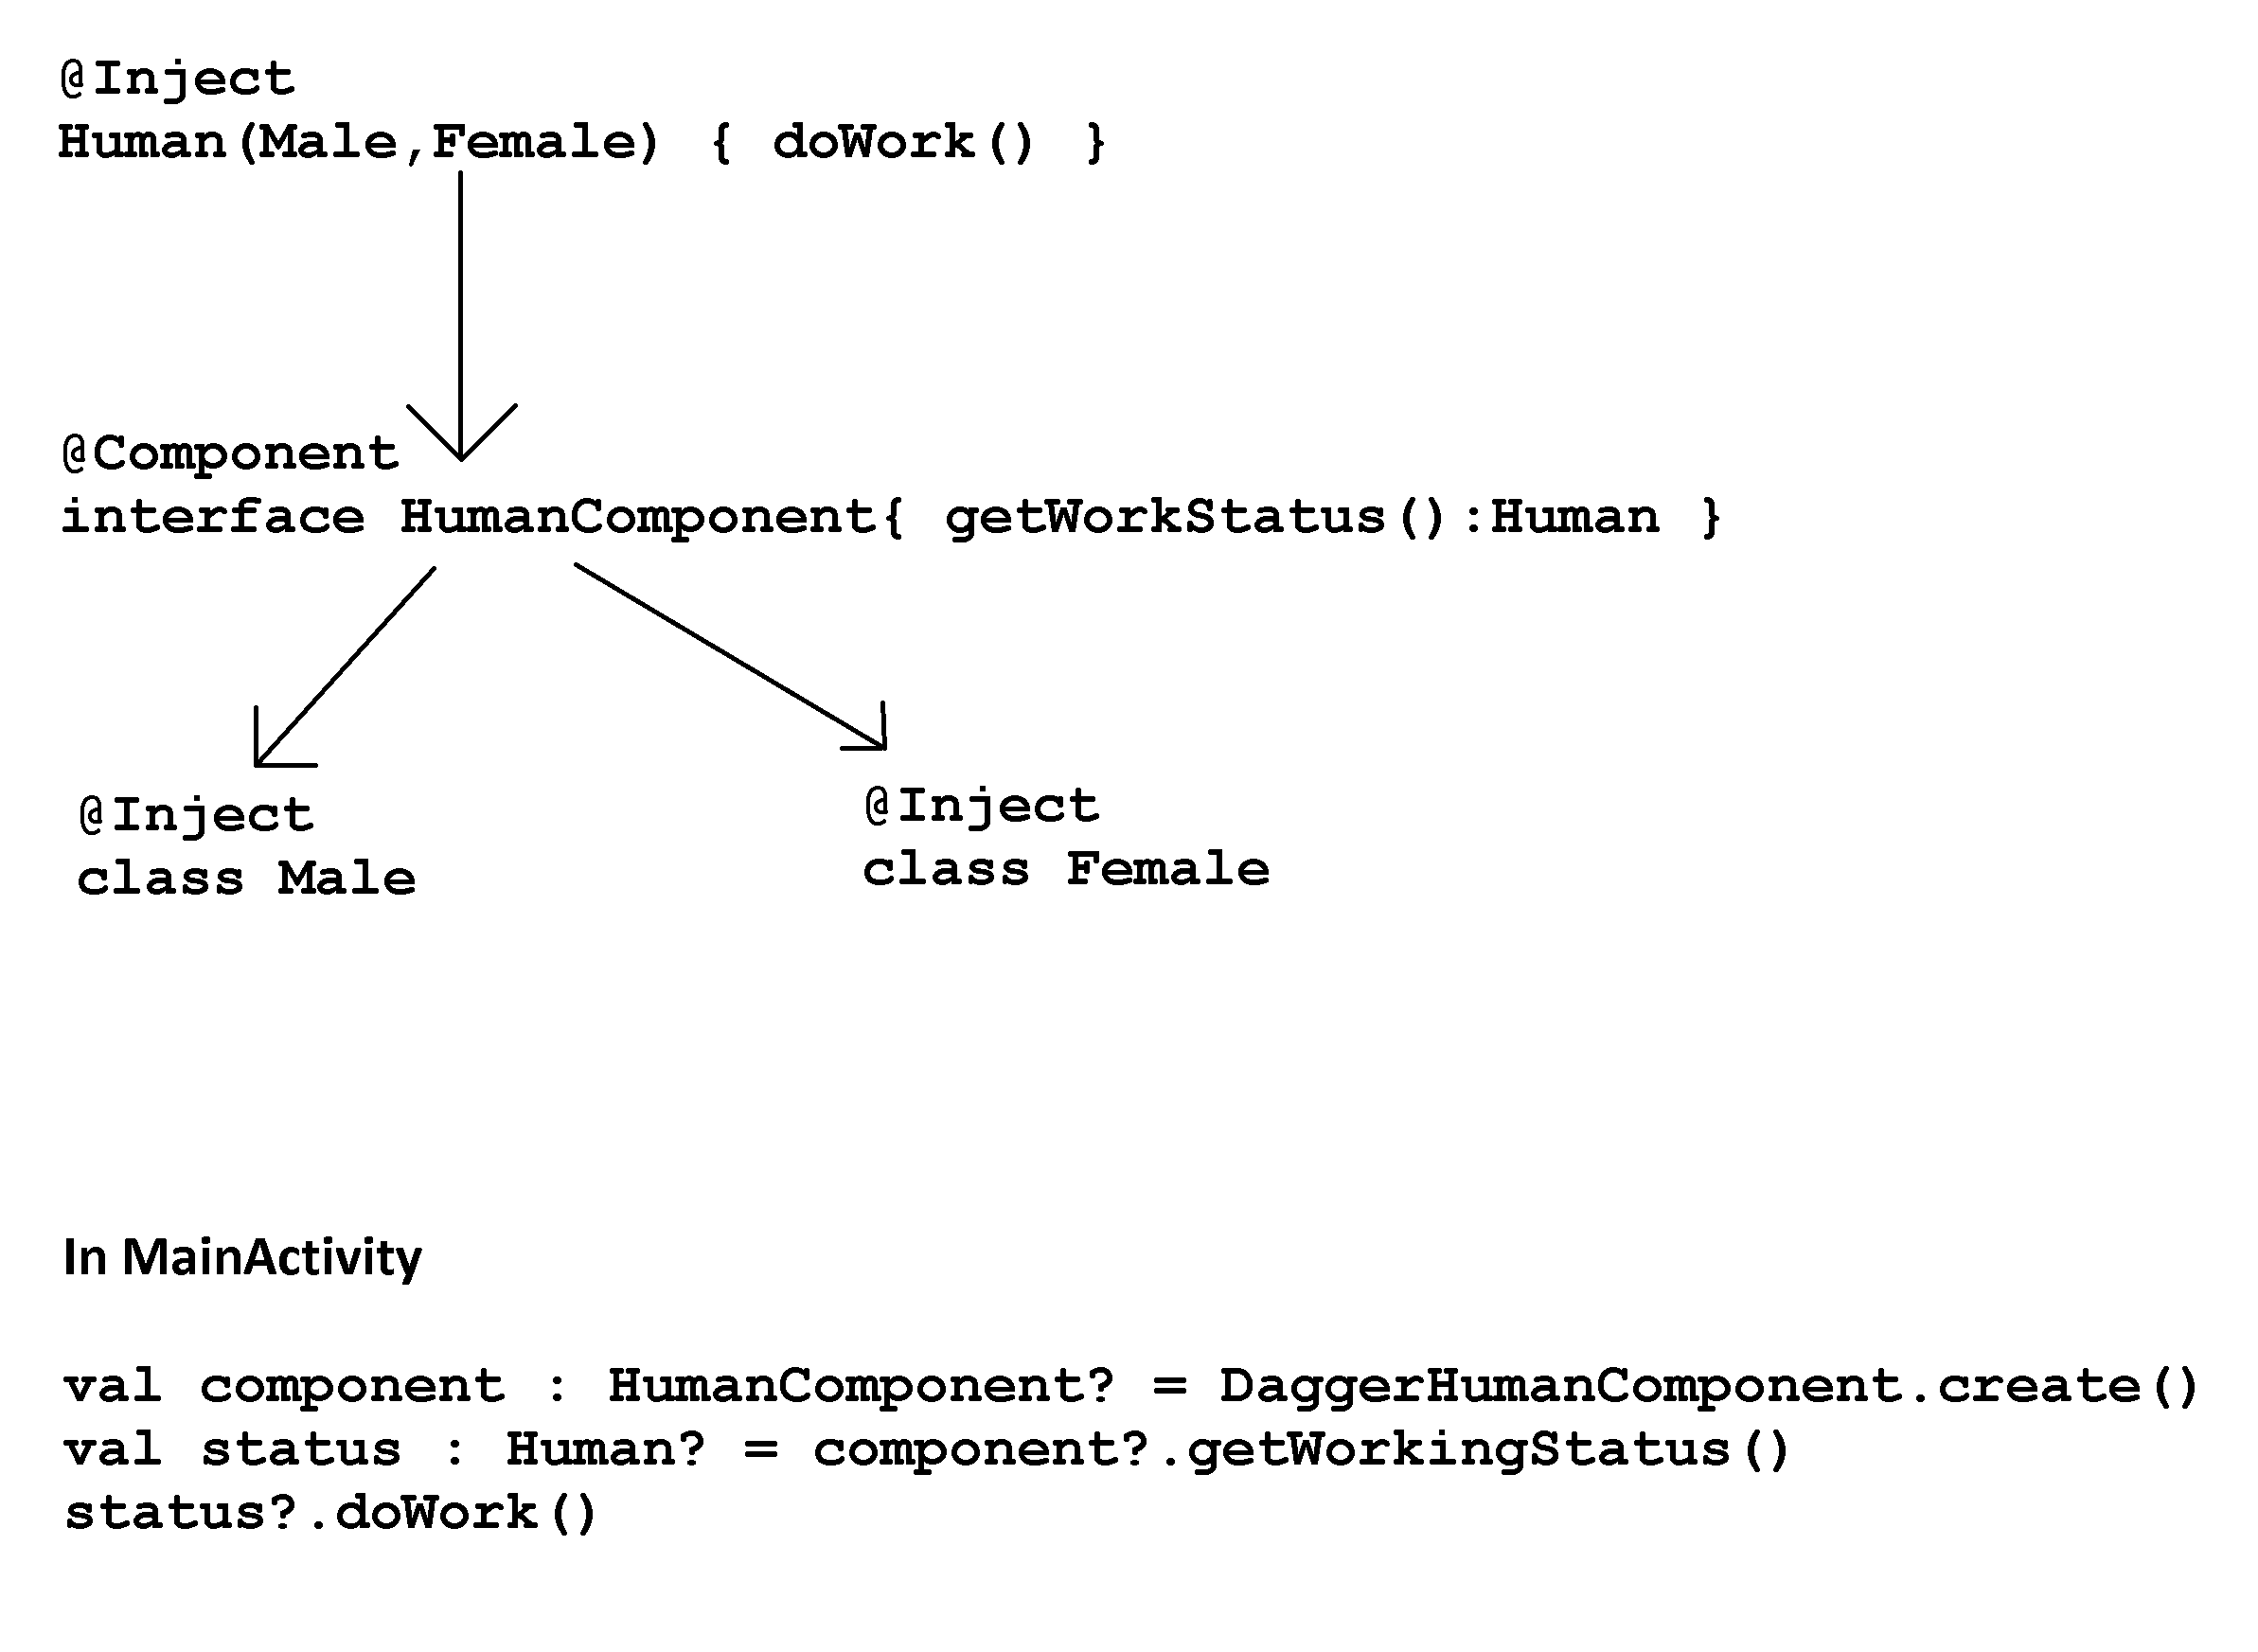 @Inject
Human(Male,Female) { doWork() }
@Component
interface HumanComponent{ getWorkStatus():Human }
@Inject
class Male
@Inject
class Female
In MainActivity
val component : HumanComponent? = DaggerHumanComponent.create()
val status : Human? = component?.getWorkingStatus()
status?.doWork()